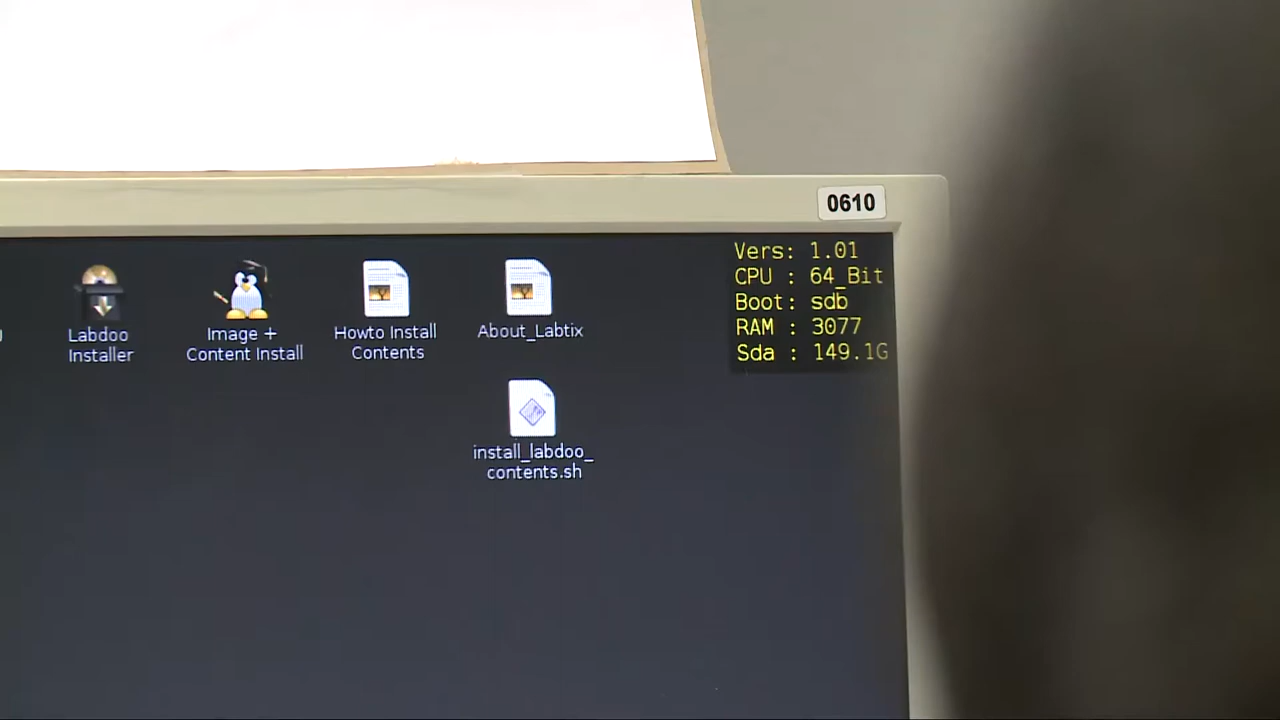 0610
Vers: 1.01
CPU : 64_Bit
Boot: sdb
RAM : 3077
Sda : 149.1G
Labdoo
Installer
Image +
Content Install
Howto Install
Contents
About_Labtix
install_labdoo_
contents.sh